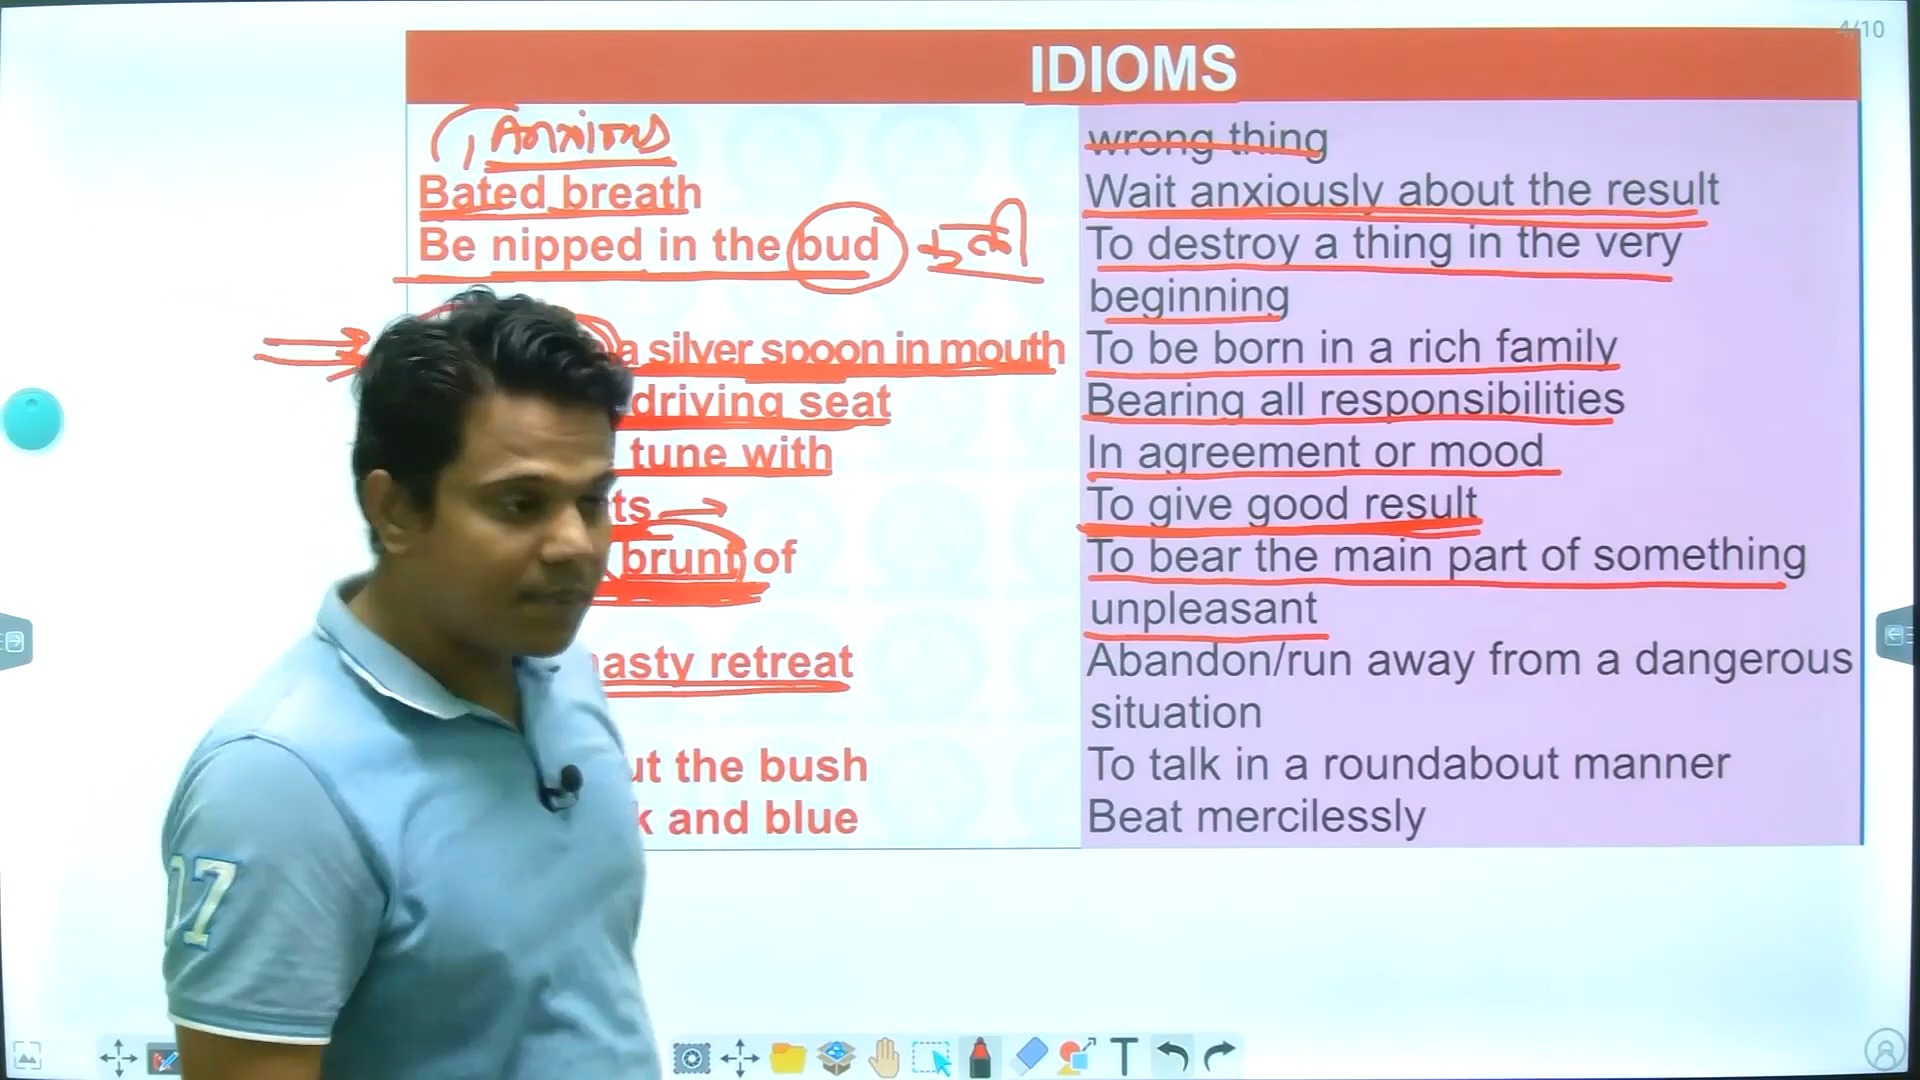 4/10
IDIOMS
Anxious
wrong thing
Bated breath
Wait anxiously about the result
Be nipped in the bud
To destroy a thing in the very
beginning
a silver spoon in mouth
To be born in a rich family
driving seat
Bearing all responsibilities
tune with
In agreement or mood
ts
To give good result
brunt of
To bear the main part of something
unpleasant
hasty retreat
Abandon/run away from a dangerous
situation
ut the bush
To talk in a roundabout manner
k and blue
Beat mercilessly
07
T